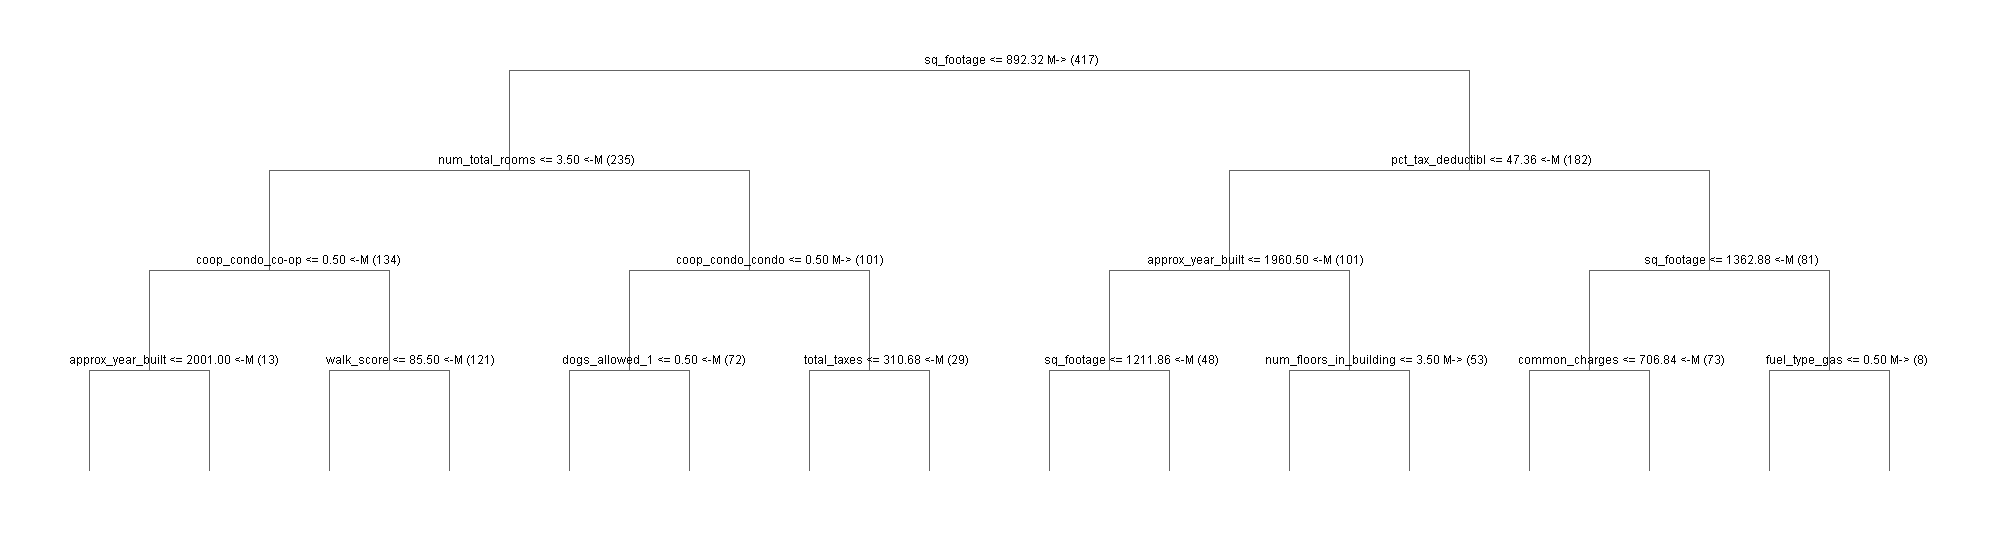 sq_footage <= 892.32 M-> (417)
num_total_rooms <= 3.50 <-M (235)
pct_tax_deductibl <= 47.36 <-M (182)
coop_condo_co-op <= 0.50 <-M (134)
coop_condo_condo <= 0.50 M-> (101)
approx_year_built <= 1960.50 <-M (101)
sq_footage <= 1362.88 <-M (81)
approx_year_built <= 2001.00 <-M (13)
walk_score <= 85.50 <-M (121)
dogs_allowed_1 <= 0.50 <-M (72)
total_taxes <= 310.68 <-M (29)
sq_footage <= 1211.86 <-M (48)
num_floors_in_building <= 3.50 M-> (53)
common_charges <= 706.84 <-M (73)
fuel_type_gas <= 0.50 M-> (8)